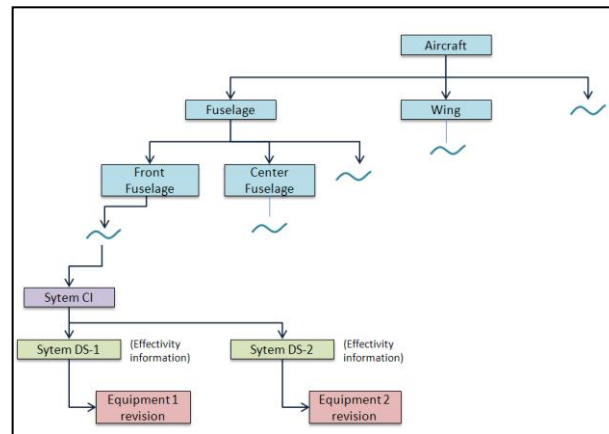 Aircraft
Fuselage
Wing
Front
Fuselage
Center
Fuselage
Sytem CI
Sytem DS-1
(Effectivity
information)
Sytem DS-2
(Effectivity
information)
Equipment 1
revision
Equipment 2
revision